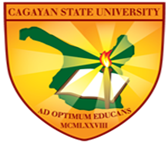 CAGAYAN STATE UNIVERSITY
AD OPTIMUM EDUCANS
MCMLXXVIII